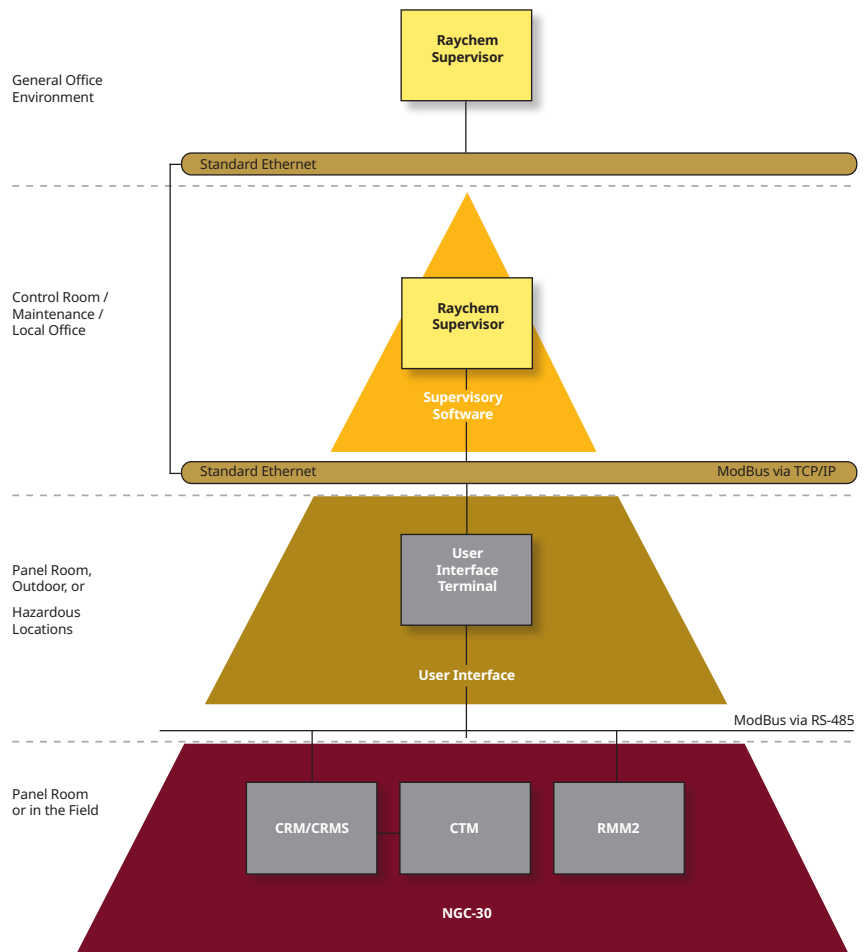 Raychem
Supervisor
General Office
Environment
Standard Ethernet
Control Room /
Maintenance /
Local Office
Raychem
Supervisor
Supervisory
Software
Standard Ethernet
ModBus via TCP/IP
Panel Room,
Outdoor, or
Hazardous
Locations
User
Interface
Terminal
User Interface
ModBus via RS-485
Panel Room
or in the Field
CRM/CRMS
CTM
RMM2
NGC-30